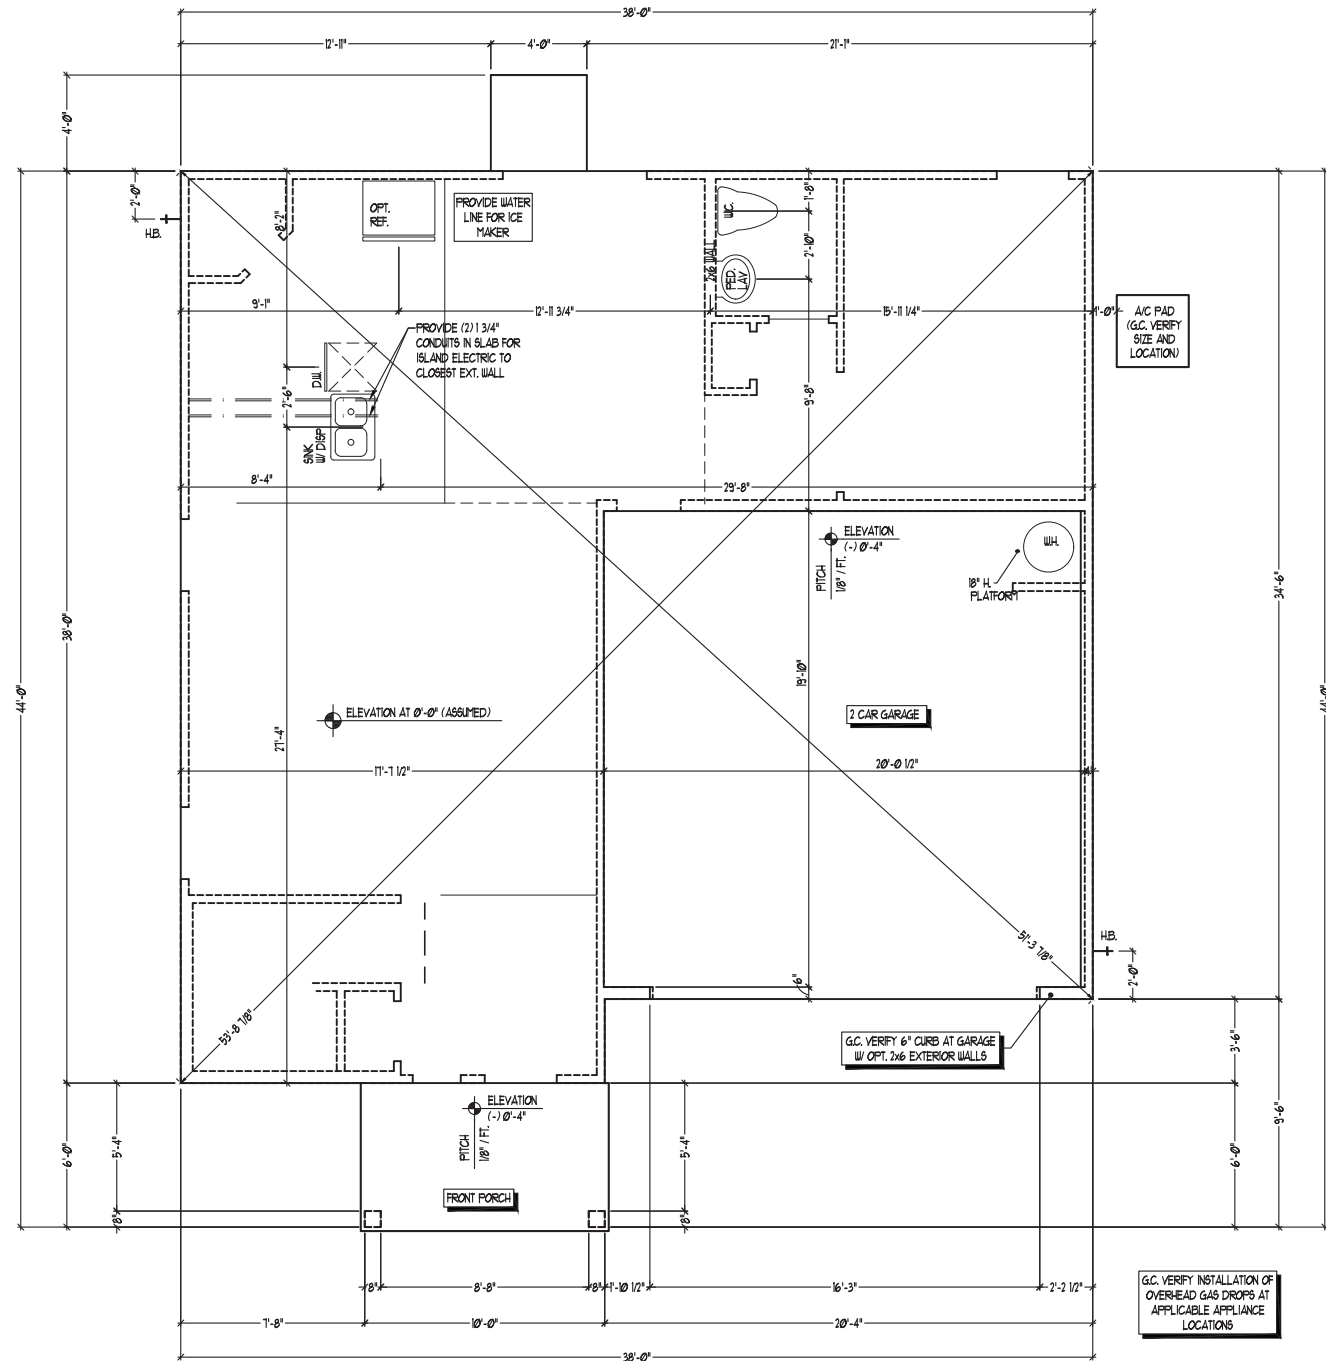 38'-0"
12'-11"
4'-0"
21'-1"
4'-0"
2'-0"
H.B.
8'-2"
OPT.
REF.
PROVIDE WATER
LINE FOR ICE
MAKER
W.C.
1'-8"
2'-10"
2x6 WALL
PED.
LAV.
9'-1"
12'-11 3/4"
15'-11 1/4"
1'-0"
A/C PAD
(G.C. VERIFY
SIZE AND
LOCATION)
PROVIDE (2) 1 3/4"
CONDUITS IN SLAB FOR
ISLAND ELECTRIC TO
CLOSEST EXT. WALL
D.W.
2'-6"
9'-8"
SINK
W/ DISP.
8'-4"
29'-8"
ELEVATION
(-) 0'-4"
PITCH
1/8" / FT.
W.H.
18" H.
PLATFORM
34'-6"
38'-0"
44'-0"
44'-0"
19'-10"
ELEVATION AT 0'-0" (ASSUMED)
2 CAR GARAGE
27'-4"
17'-7 1/2"
20'-0 1/2"
51'-3 7/8"
H.B.
2'-0"
6"
53'-8 7/8"
G.C. VERIFY 6" CURB AT GARAGE
W/ OPT. 2x6 EXTERIOR WALLS
3'-6"
ELEVATION
(-) 0'-4"
PITCH
1/8" / FT.
6'-0"
5'-4"
5'-4"
6'-0"
9'-6"
FRONT PORCH
8"
8"
8"
8'-8"
8"
1'-10 1/2"
16'-3"
2'-2 1/2"
7'-8"
10'-0"
20'-4"
38'-0"
G.C. VERIFY INSTALLATION OF
OVERHEAD GAS DROPS AT
APPLICABLE APPLIANCE
LOCATIONS